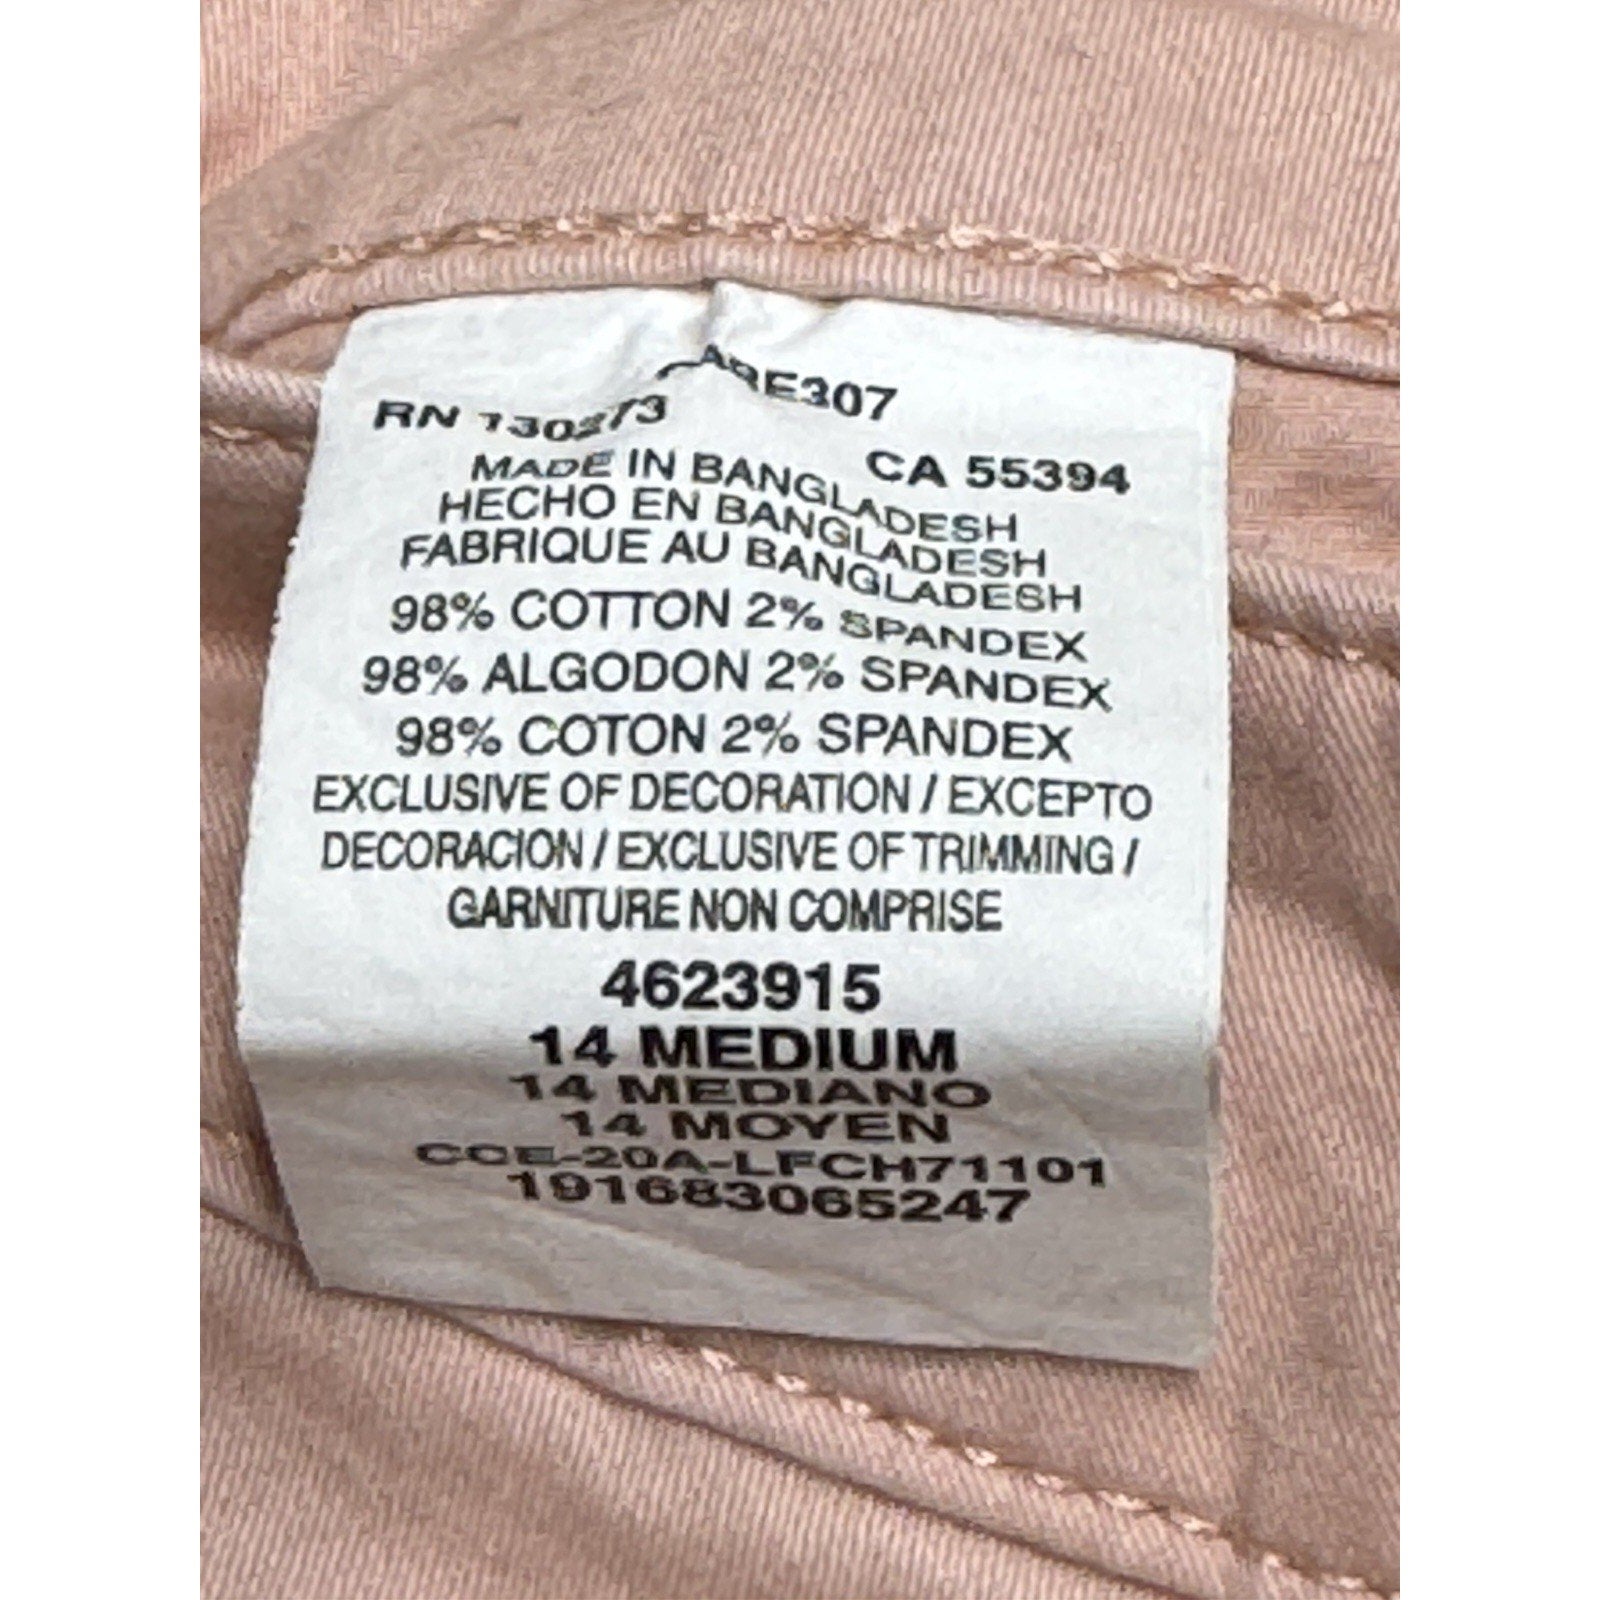 CARE307
RN 130273 CA 55394
MADE IN BANGLADESH
HECHO EN BANGLADESH
FABRIQUE AU BANGLADESH
98% COTTON 2% SPANDEX
98% ALGODON 2% SPANDEX
98% COTON 2% SPANDEX
EXCLUSIVE OF DECORATION / EXCEPTO
DECORACION / EXCLUSIVE OF TRIMMING /
GARNITURE NON COMPRISE
4623915
14 MEDIUM
14 MEDIANO
14 MOYEN
CCE-20A-LFCH71101
191683065247